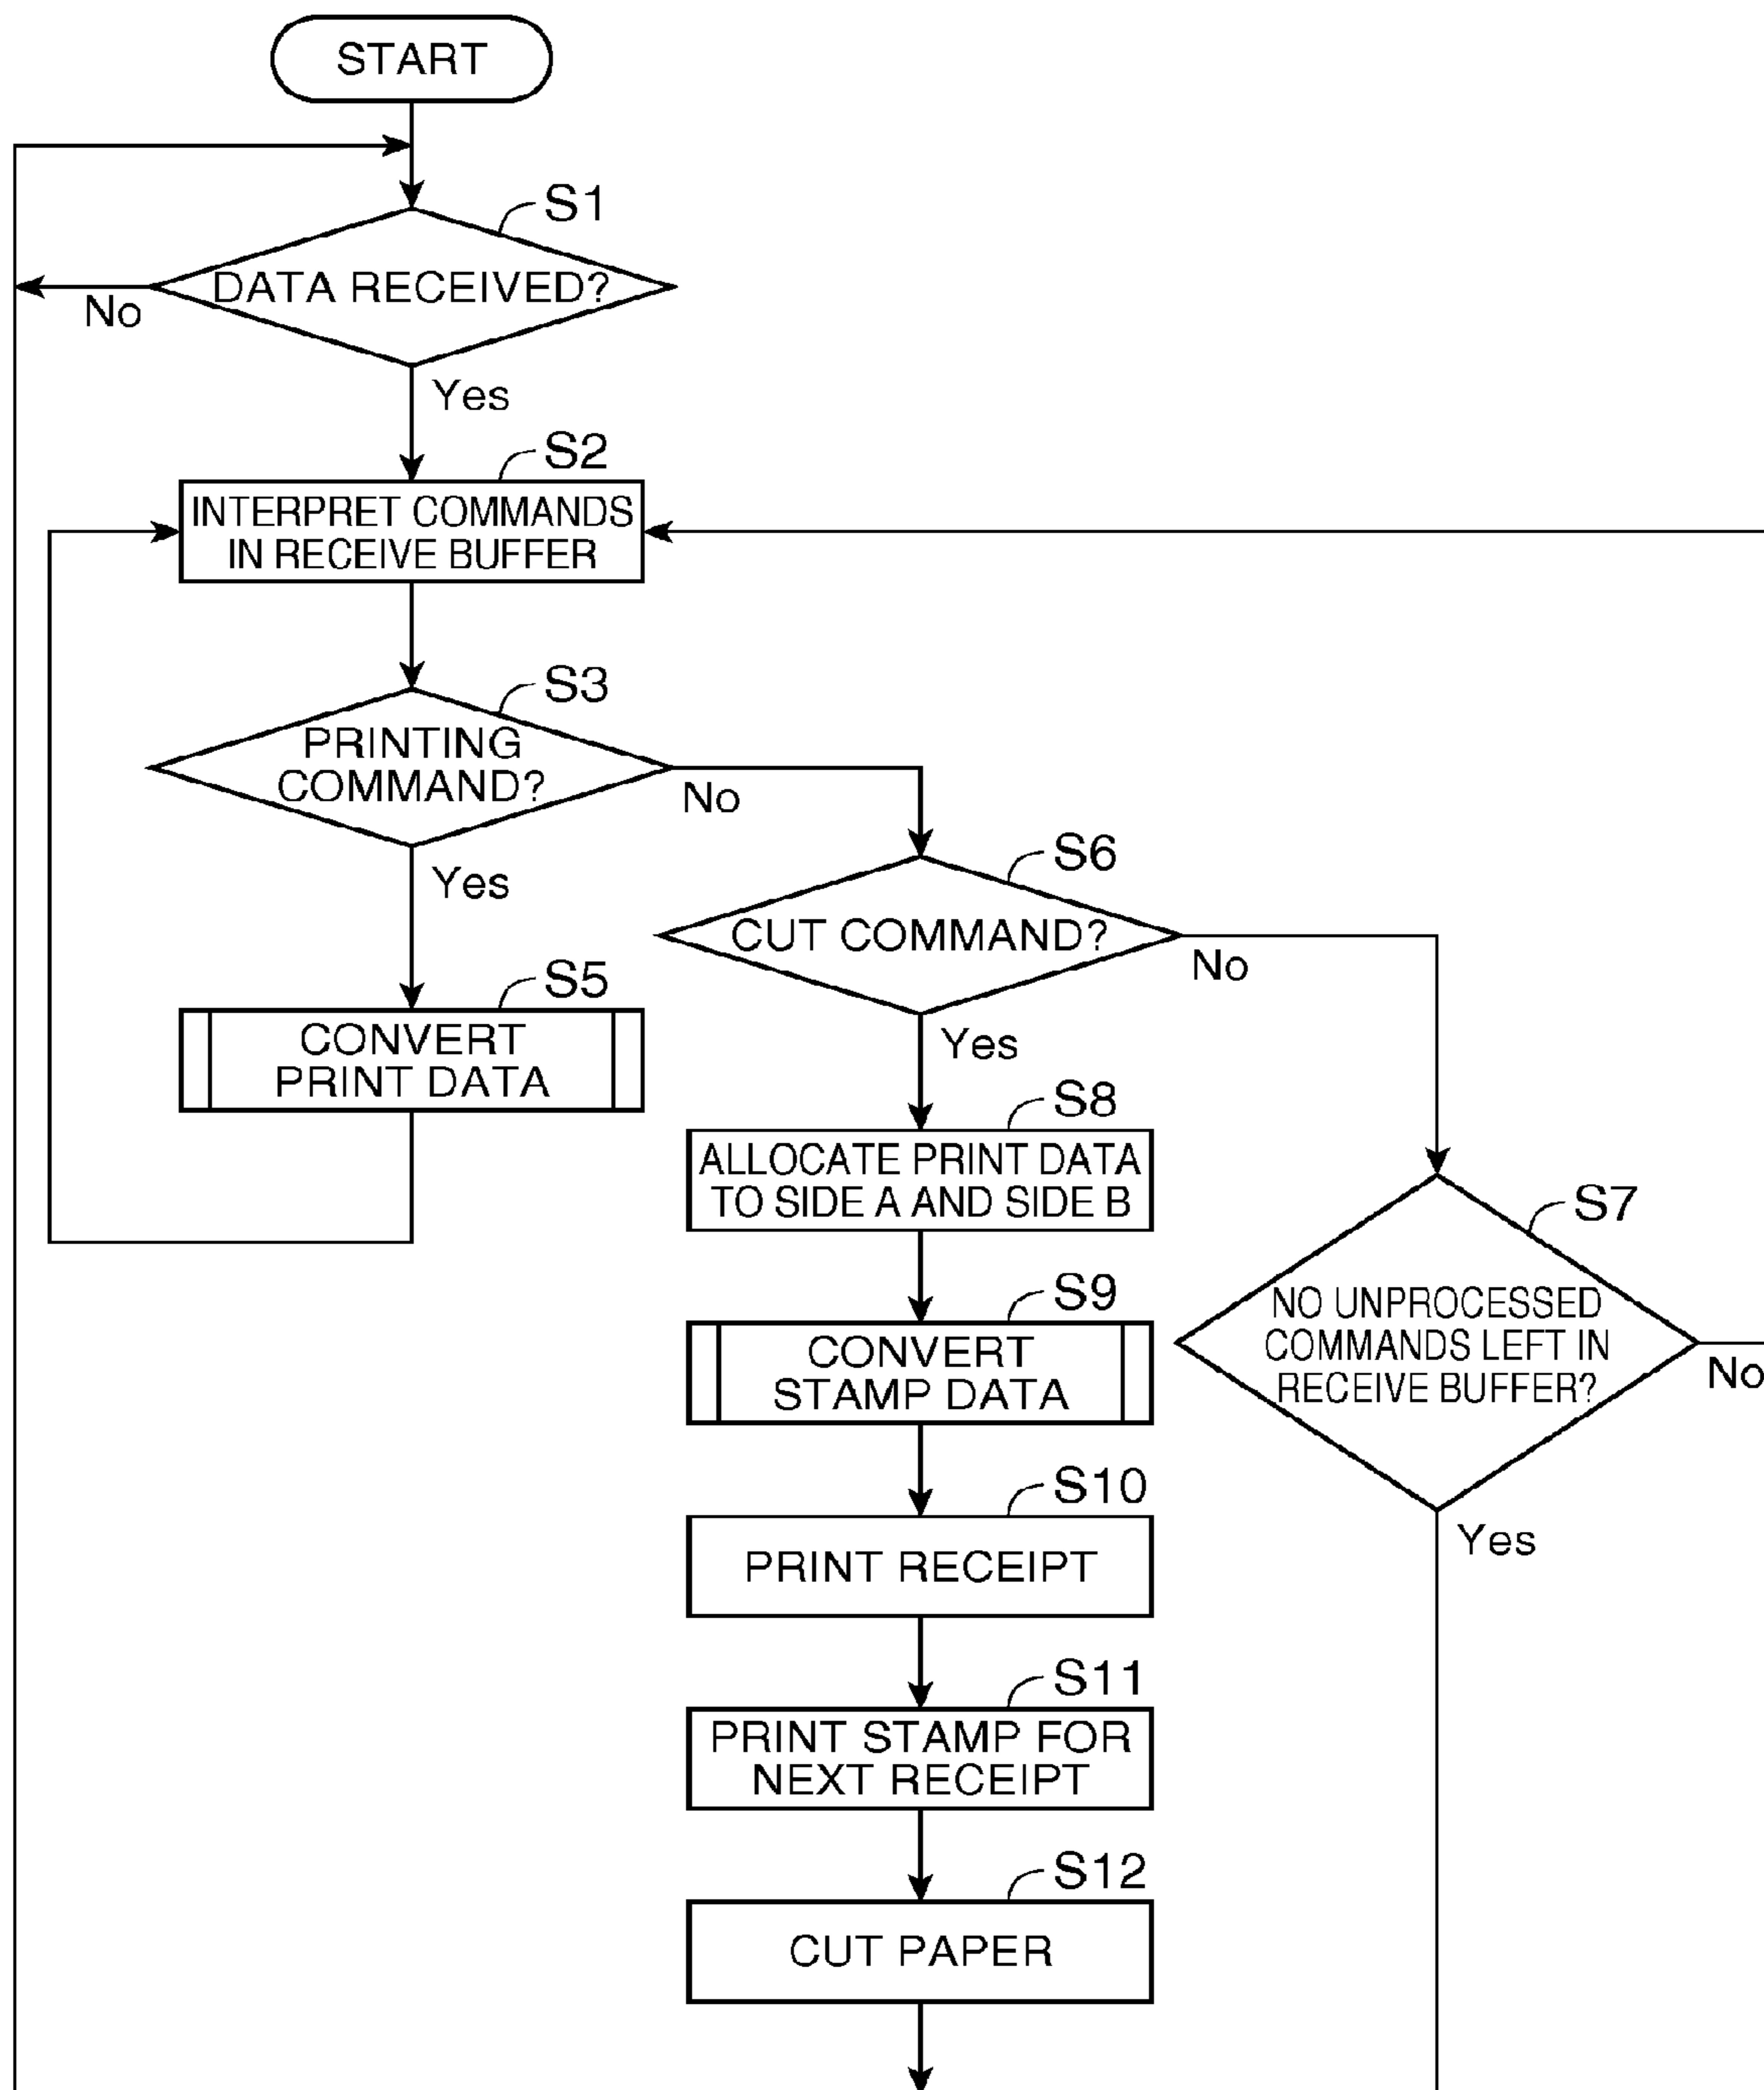 START
S1
DATA RECEIVED?
No
Yes
S2
INTERPRET COMMANDS
IN RECEIVE BUFFER
S3
PRINTING
COMMAND?
No
Yes
S6
CUT COMMAND?
No
Yes
S5
CONVERT
PRINT DATA
S8
ALLOCATE PRINT DATA
TO SIDE A AND SIDE B
S7
NO UNPROCESSED
COMMANDS LEFT IN
RECEIVE BUFFER?
No
Yes
S9
CONVERT
STAMP DATA
S10
PRINT RECEIPT
S11
PRINT STAMP FOR
NEXT RECEIPT
S12
CUT PAPER